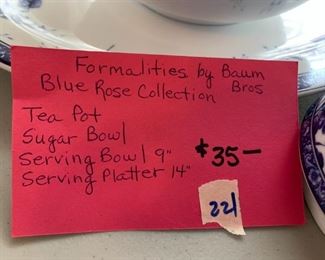 Formalities by Baum Bros
Blue Rose Collection
Tea Pot
Sugar Bowl
Serving Bowl 9"
Serving Platter 14"
$35—
221